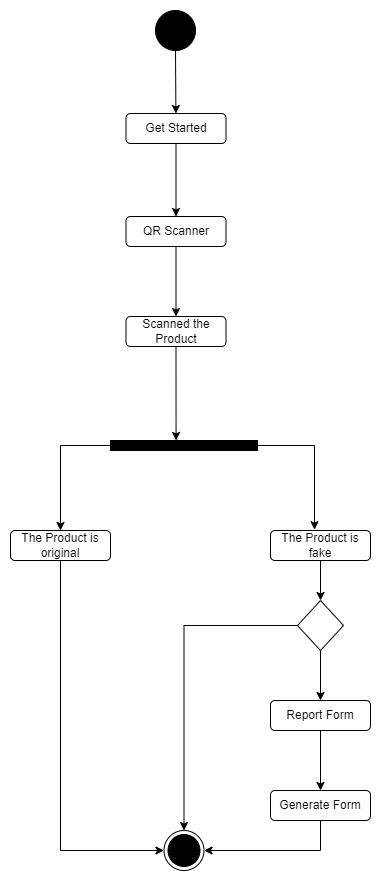 Get Started
QR Scanner
Scanned the
Product
The Product is
original
The Product is
fake
Report Form
Generate Form